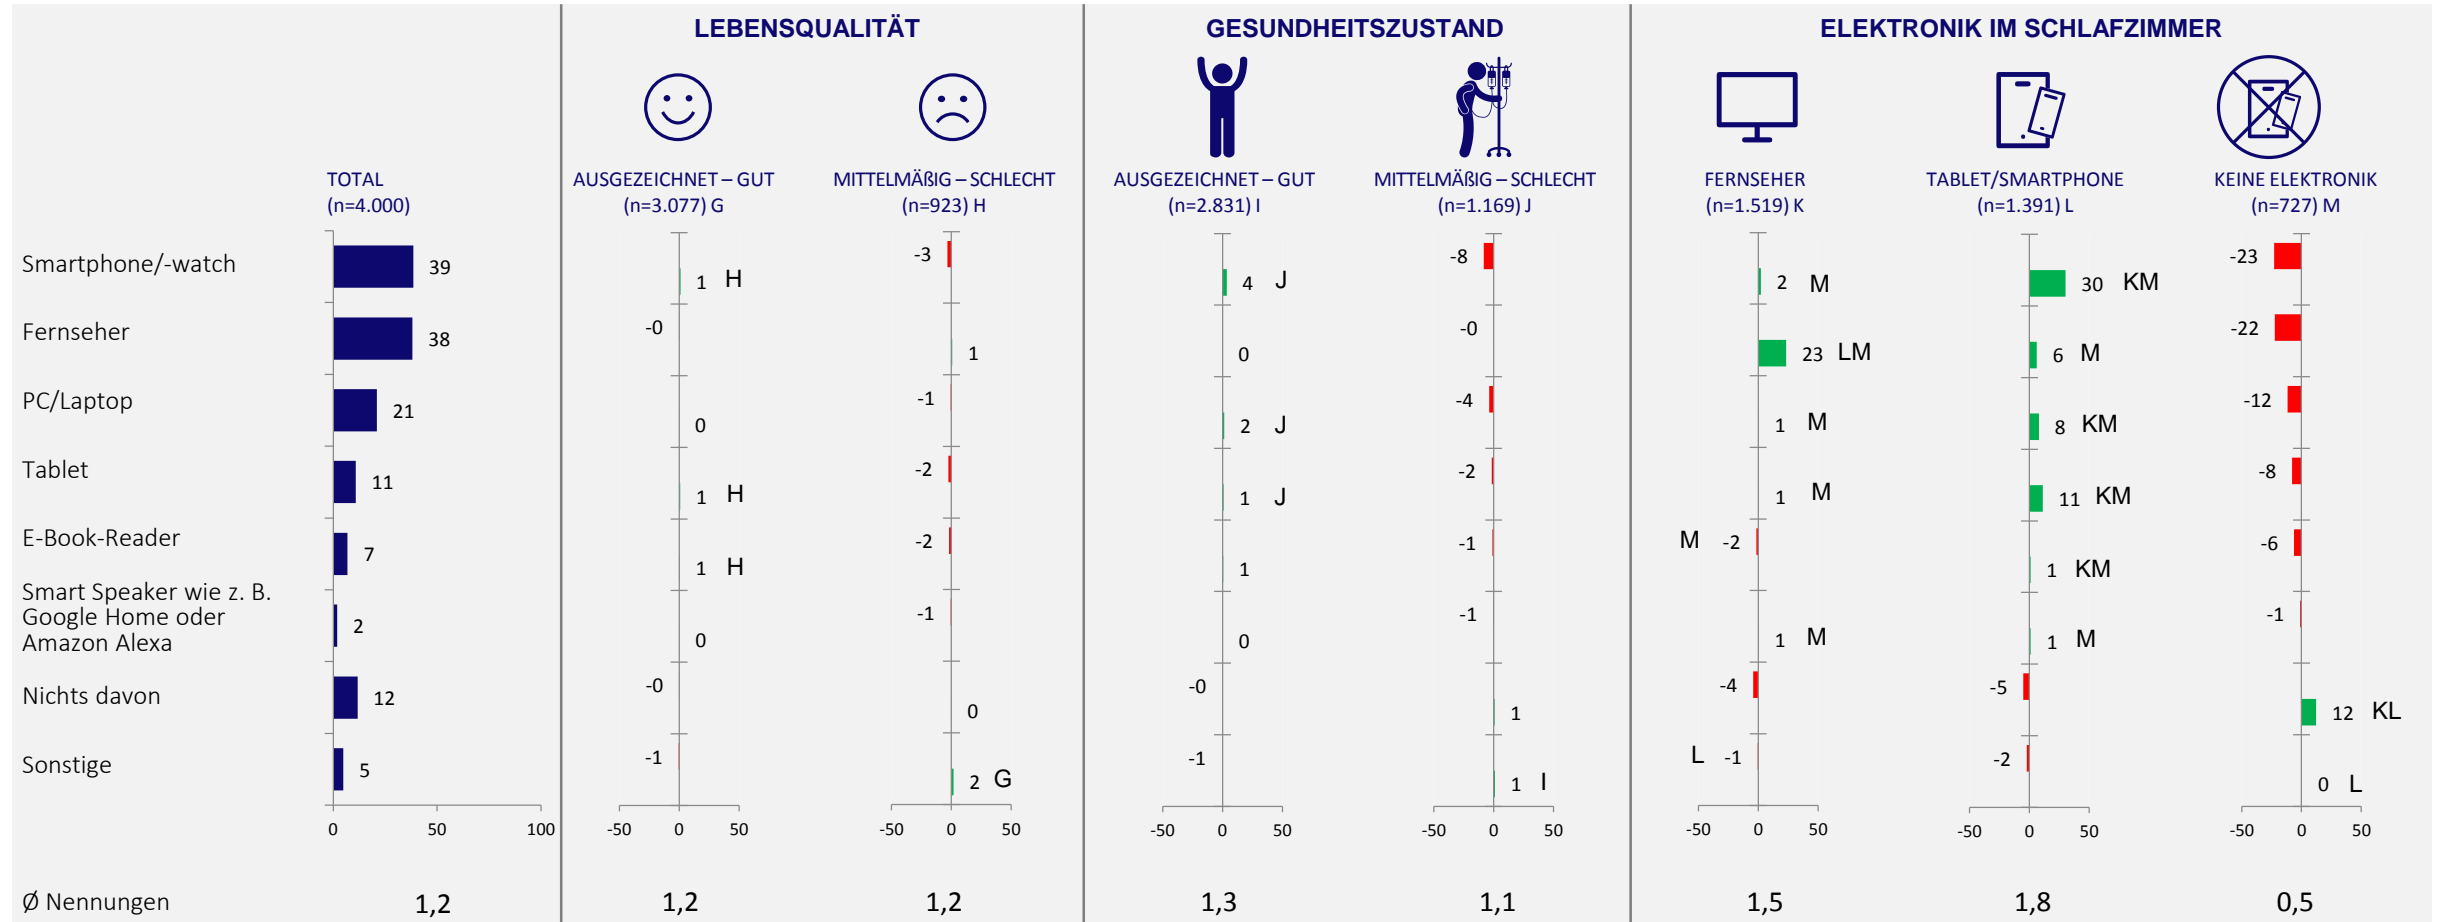 LEBENSQUALITÄT
GESUNDHEITSZUSTAND
ELEKTRONIK IM SCHLAFZIMMER
TOTAL
(n=4.000)
AUSGEZEICHNET – GUT
(n=3.077) G
MITTELMÄßIG – SCHLECHT
(n=923) H
AUSGEZEICHNET – GUT
(n=2.831) I
MITTELMÄßIG – SCHLECHT
(n=1.169) J
FERNSEHER
(n=1.519) K
TABLET/SMARTPHONE
(n=1.391) L
KEINE ELEKTRONIK
(n=727) M
Smartphone/-watch 39 1 H -3 4 J -8 2 M 30 KM -23
Fernseher 38 -0 1 0 -0 23 LM 6 M -22
PC/Laptop 21 0 -1 2 J -4 1 M 8 KM -12
Tablet 11 1 H -2 1 J -2 1 M 11 KM -8
E-Book-Reader 7 1 H -2 1 -1 M -2 1 KM -6
Smart Speaker wie z. B.
Google Home oder
Amazon Alexa
2 0 -1 0 -1 1 M 1 M -1
Nichts davon 12 -0 0 -0 1 -4 -5 12 KL
Sonstige 5 -1 2 G -1 1 I L -1 -2 0 L
0 50 100 -50 0 50 -50 0 50 -50 0 50 -50 0 50 -50 0 50 -50 0 50 -50 0 50
Ø Nennungen 1,2 1,2 1,2 1,3 1,1 1,5 1,8 0,5